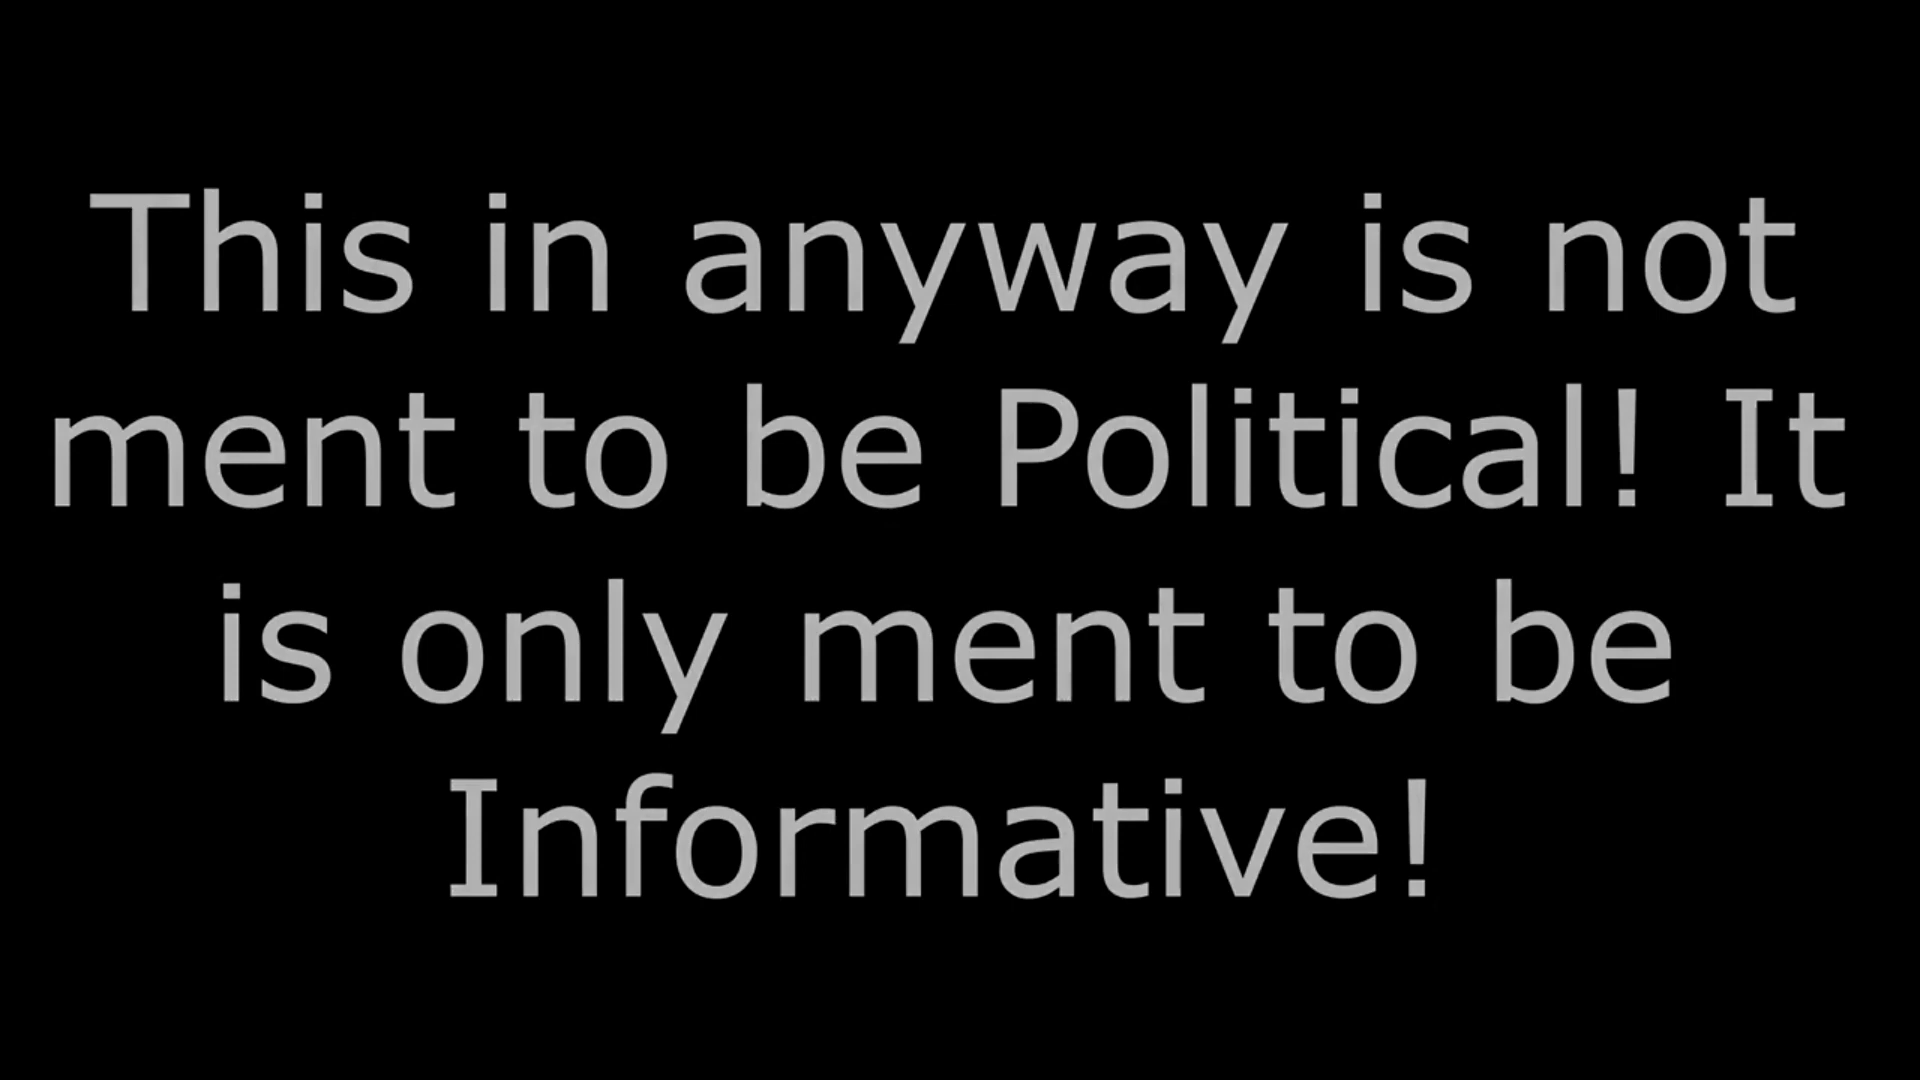 This in anyway is not
ment to be Political! It
is only ment to be
Informative!